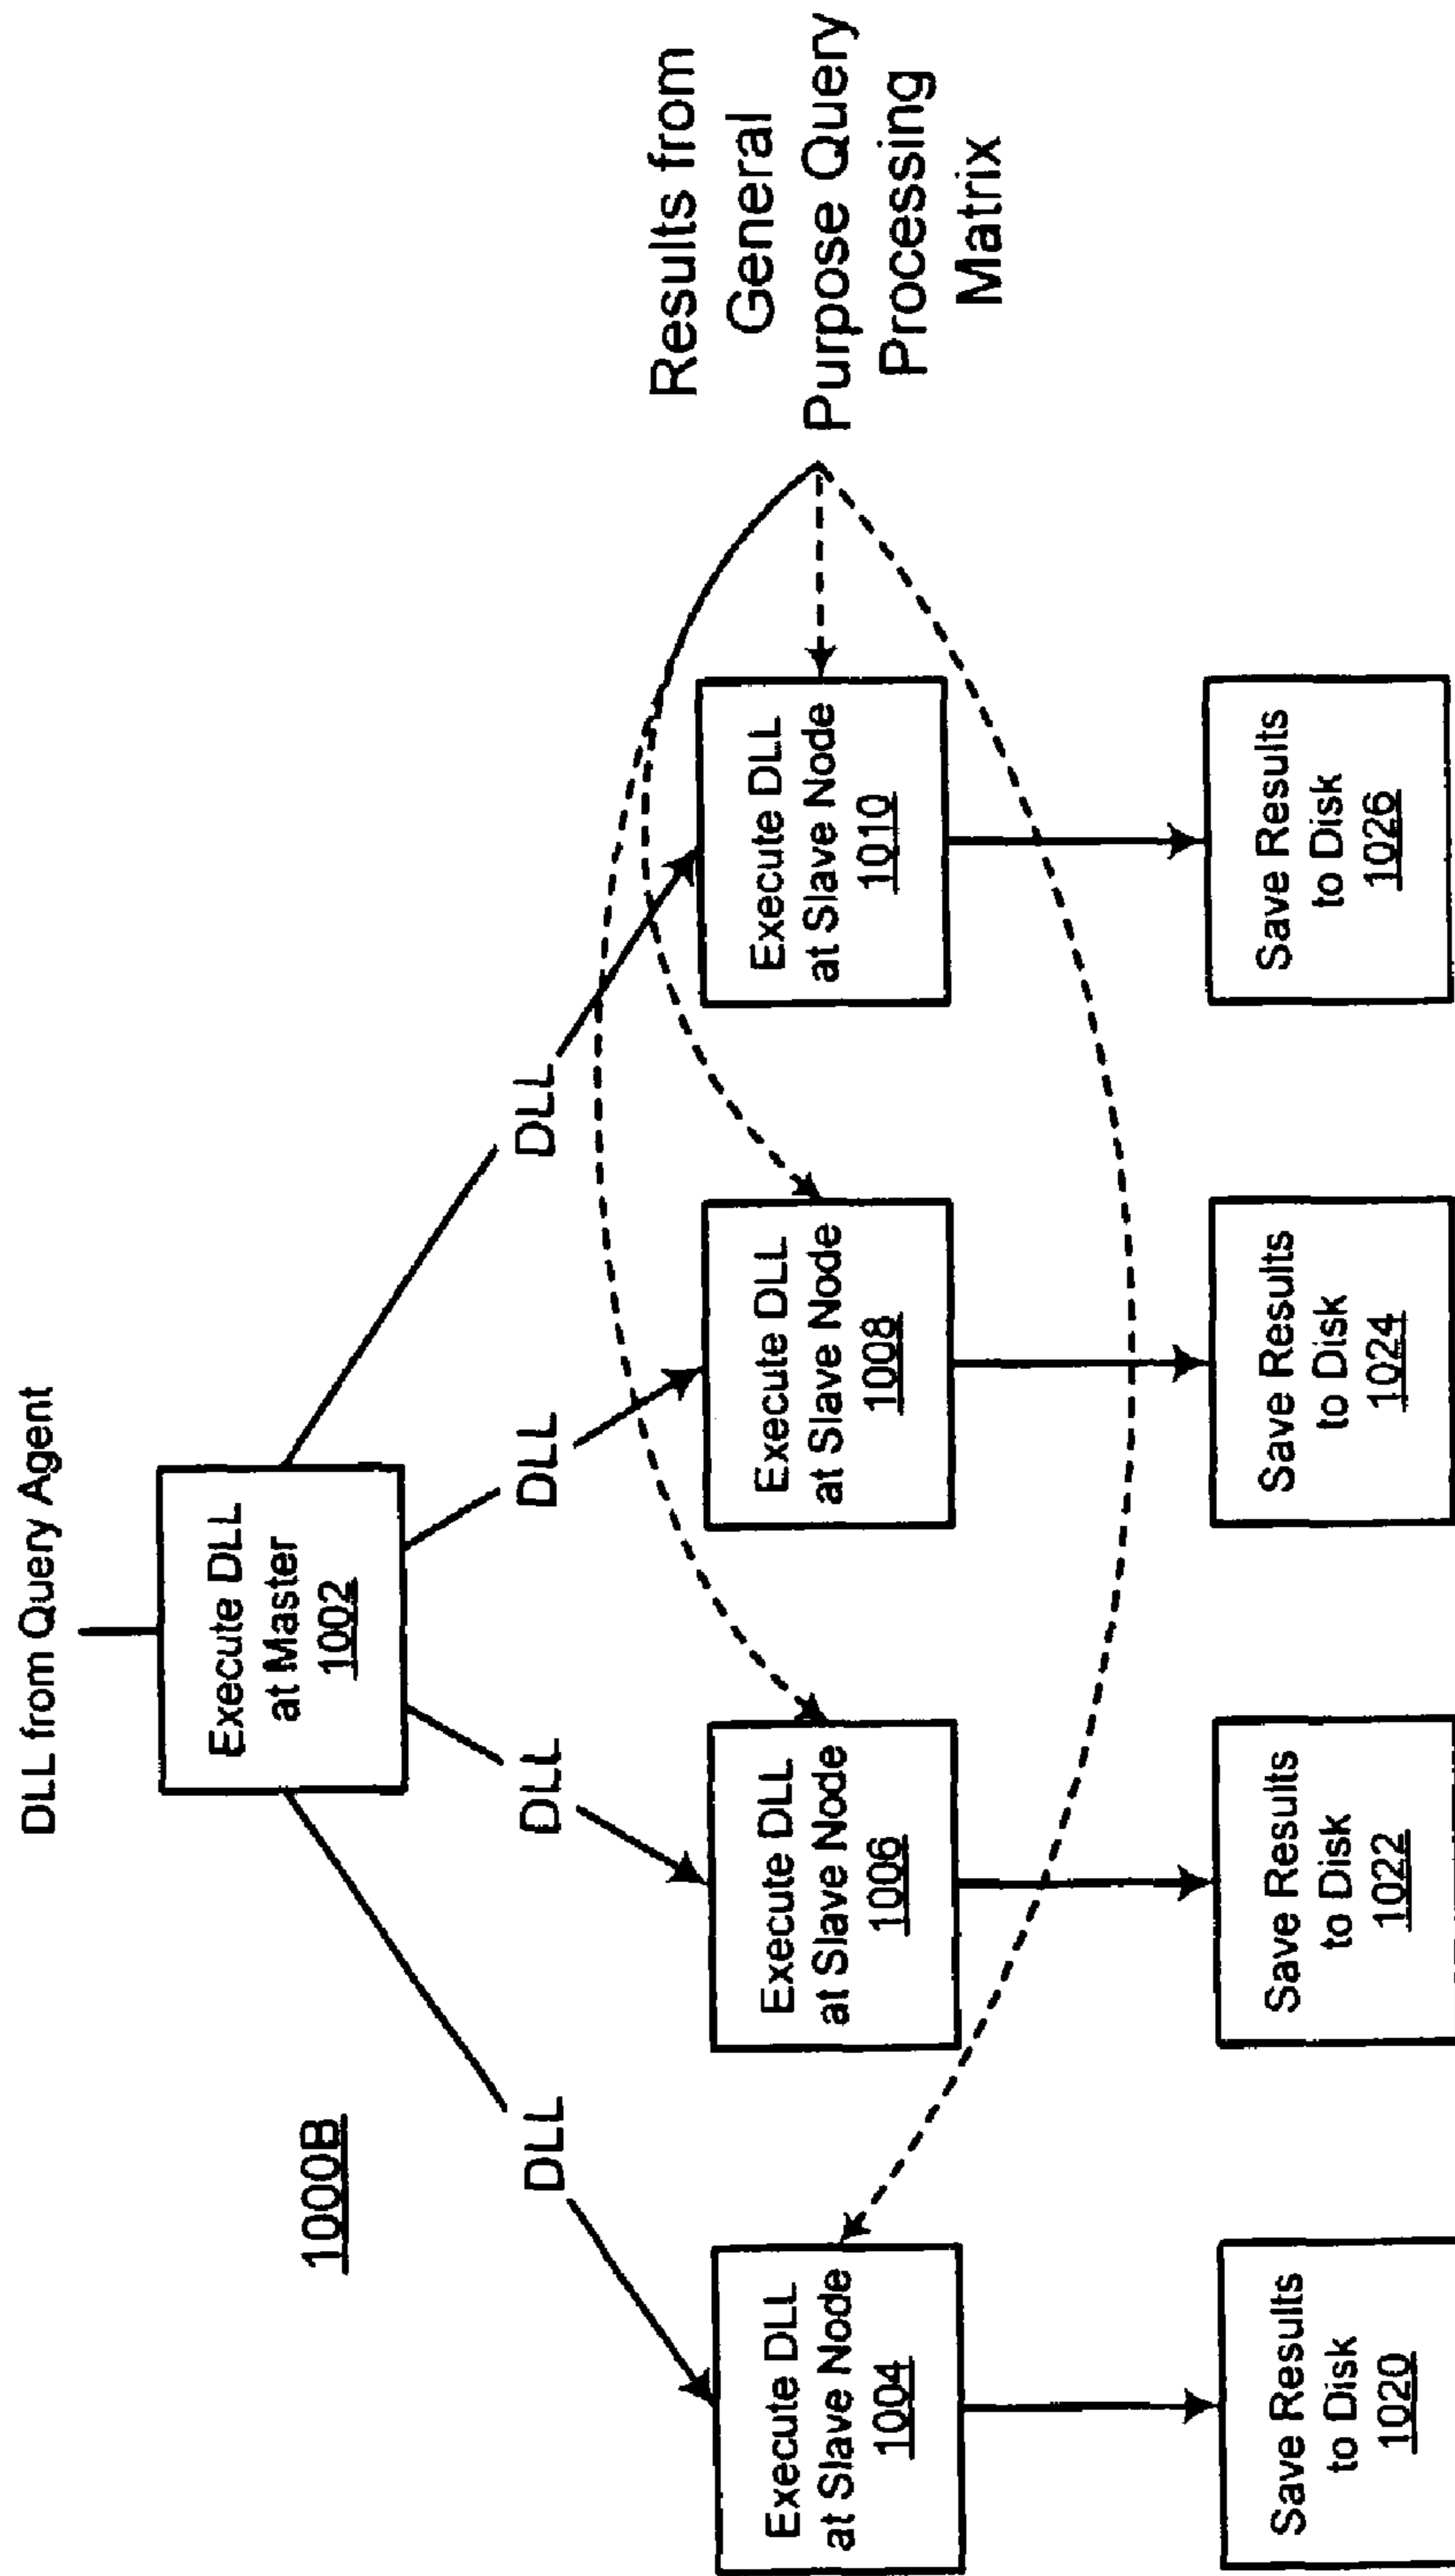 DLL from Query Agent
Execute DLL
at Master
1002
1000B
DLL
DLL
DLL
DLL
Results from
General
Purpose Query
Processing
Matrix
Execute DLL
at Slave Node
1004
Execute DLL
at Slave Node
1006
Execute DLL
at Slave Node
1008
Execute DLL
at Slave Node
1010
Save Results
to Disk
1020
Save Results
to Disk
1022
Save Results
to Disk
1024
Save Results
to Disk
1026